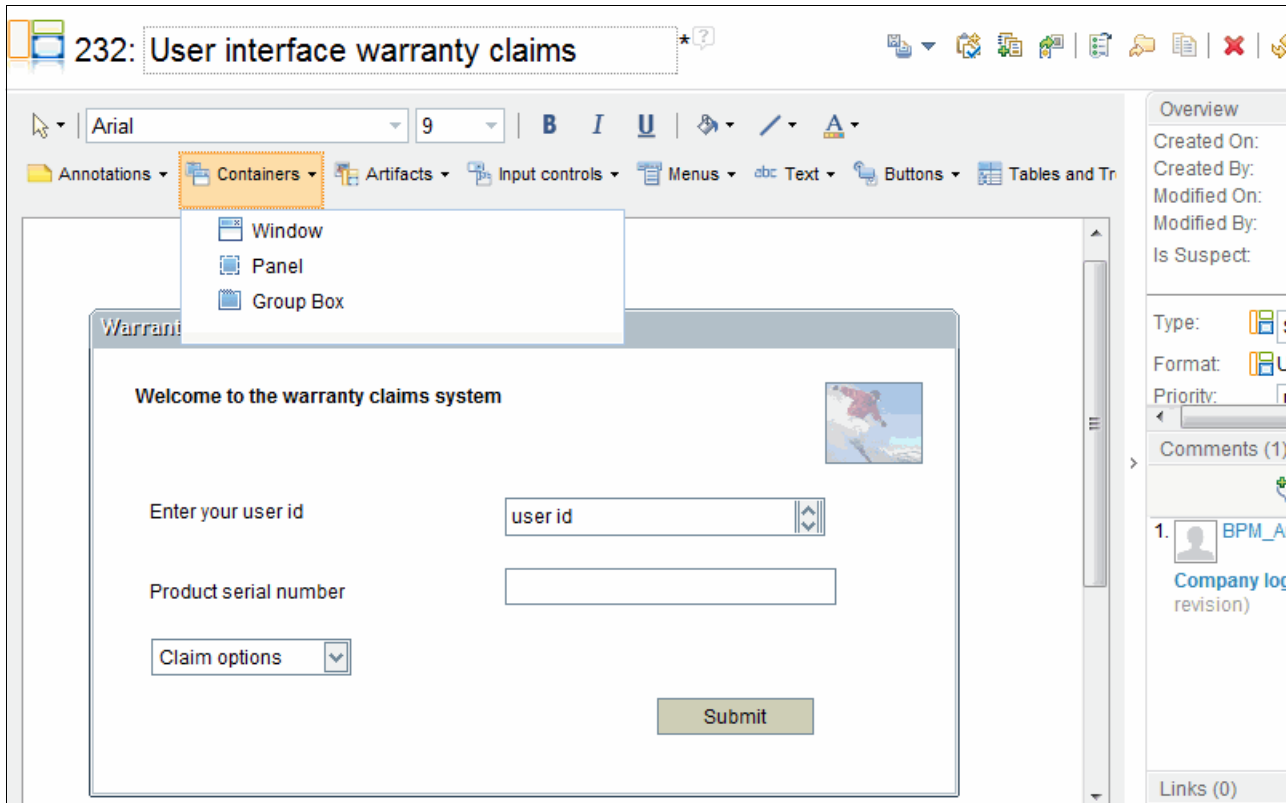 232: User interface warranty claims *
Arial 9 B I U A
Annotations Containers Artifacts Input controls Menus abc Text Buttons Tables and Tr
Window
Panel
Group Box
Warrant
Welcome to the warranty claims system
Enter your user id
user id
Product serial number
Claim options
Submit
Overview
Created On:
Created By:
Modified On:
Modified By:
Is Suspect:
Type:
Format: U
Priority:
Comments (1)
1. BPM_A
Company log
revision)
Links (0)